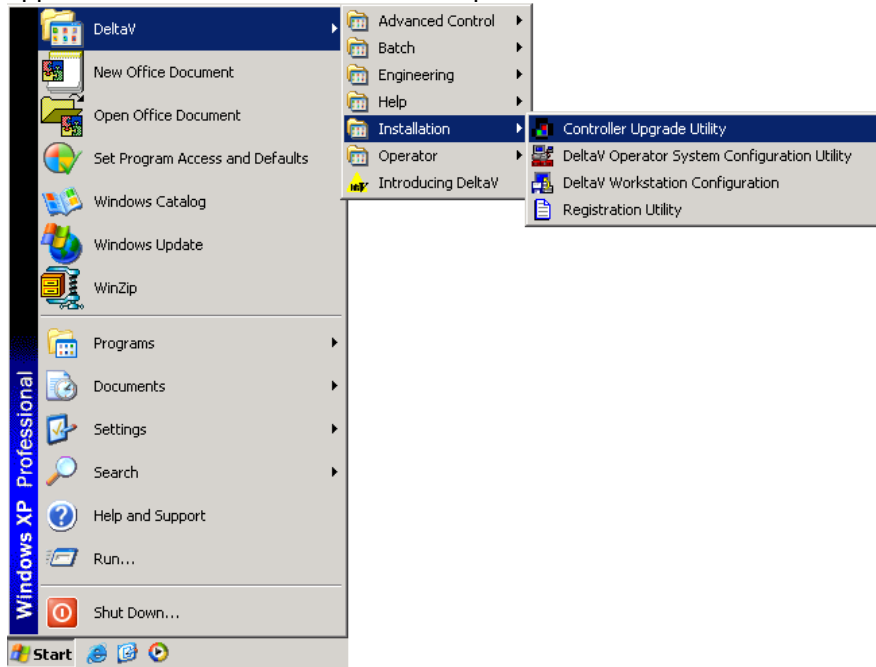 DeltaV
New Office Document
Open Office Document
Set Program Access and Defaults
Windows Catalog
Windows Update
WinZip
Programs
Documents
Settings
Search
Help and Support
Run...
Shut Down...
Windows XP Professional
Start
Advanced Control
Batch
Engineering
Help
Installation
Operator
Introducing DeltaV
Controller Upgrade Utility
DeltaV Operator System Configuration Utility
DeltaV Workstation Configuration
Registration Utility